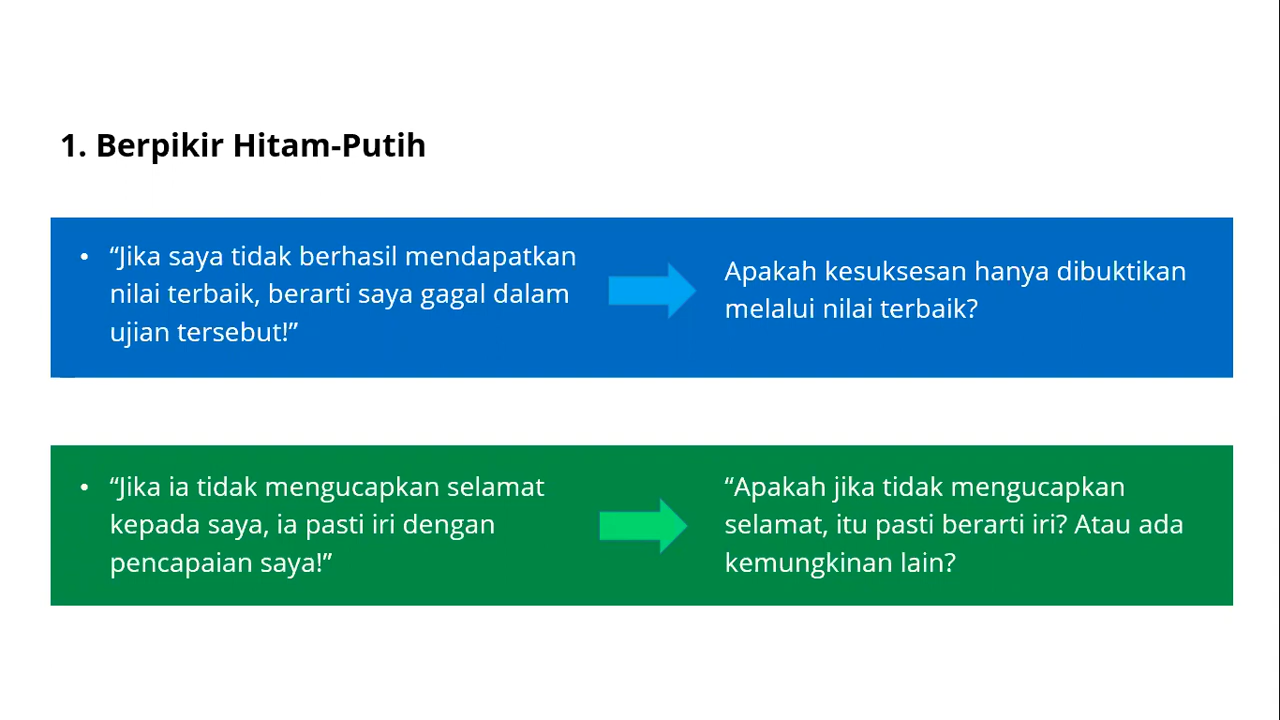 1. Berpikir Hitam-Putih
• “Jika saya tidak berhasil mendapatkan
nilai terbaik, berarti saya gagal dalam
ujian tersebut!”
Apakah kesuksesan hanya dibuktikan
melalui nilai terbaik?
• “Jika ia tidak mengucapkan selamat
kepada saya, ia pasti iri dengan
pencapaian saya!”
“Apakah jika tidak mengucapkan
selamat, itu pasti berarti iri? Atau ada
kemungkinan lain?